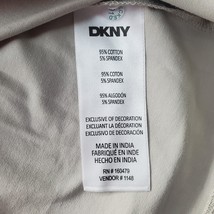 DKNY
95% COTTON
5% SPANDEX
95% COTON
5% SPANDEX
95% ALGODÓN
5% SPANDEX
EXCLUSIVE OF DECORATION
EXCLUANT LA DÉCORATION
EXCLUSIVO DE DECORACIÓN
MADE IN INDIA
FABRIQUÉ EN INDE
HECHO EN INDIA
RN # 160479
VENDOR # 1148